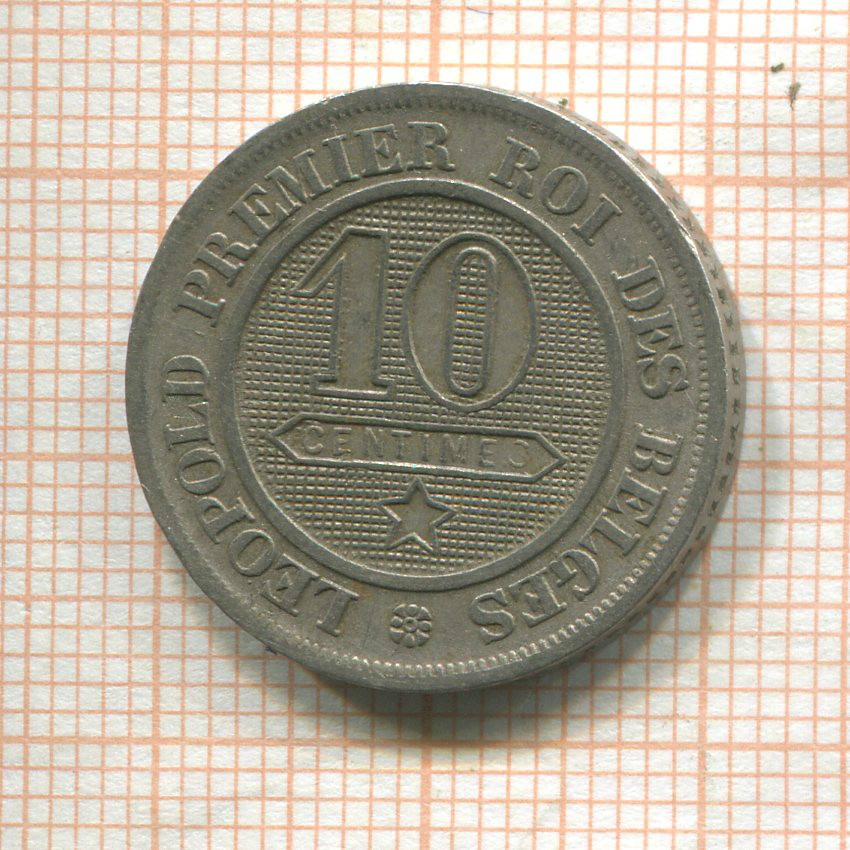 LEOPOLD PREMIER ROI DES BELGES
10
CENTIMES